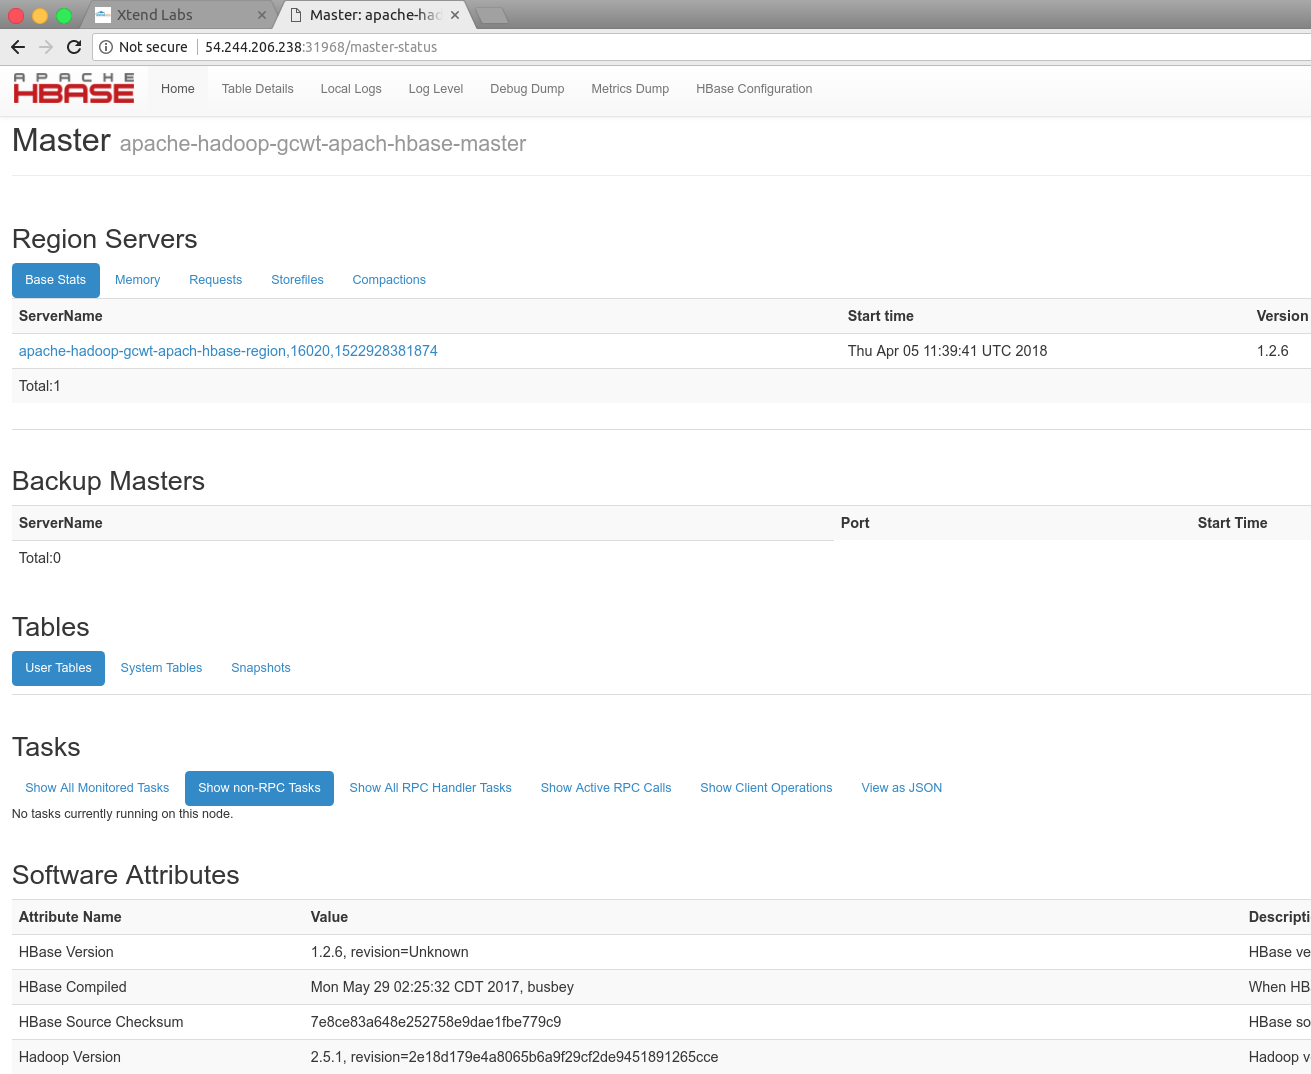 Xtend Labs
Master: apache-had
Not secure 54.244.206.238:31968/master-status
APACHE
HBASE
Home Table Details Local Logs Log Level Debug Dump Metrics Dump HBase Configuration
Master apache-hadoop-gcwt-apach-hbase-master
Region Servers
Base Stats Memory Requests Storefiles Compactions
ServerName Start time Version
apache-hadoop-gcwt-apach-hbase-region,16020,1522928381874 Thu Apr 05 11:39:41 UTC 2018 1.2.6
Total:1
Backup Masters
ServerName Port Start Time
Total:0
Tables
User Tables System Tables Snapshots
Tasks
Show All Monitored Tasks Show non-RPC Tasks Show All RPC Handler Tasks Show Active RPC Calls Show Client Operations View as JSON
No tasks currently running on this node.
Software Attributes
Attribute Name Value Descripti
HBase Version 1.2.6, revision=Unknown HBase ve
HBase Compiled Mon May 29 02:25:32 CDT 2017, busbey When HB
HBase Source Checksum 7e8ce83a648e252758e9dae1fbe779c9 HBase so
Hadoop Version 2.5.1, revision=2e18d179e4a8065b6a9f29cf2de9451891265cce Hadoop v